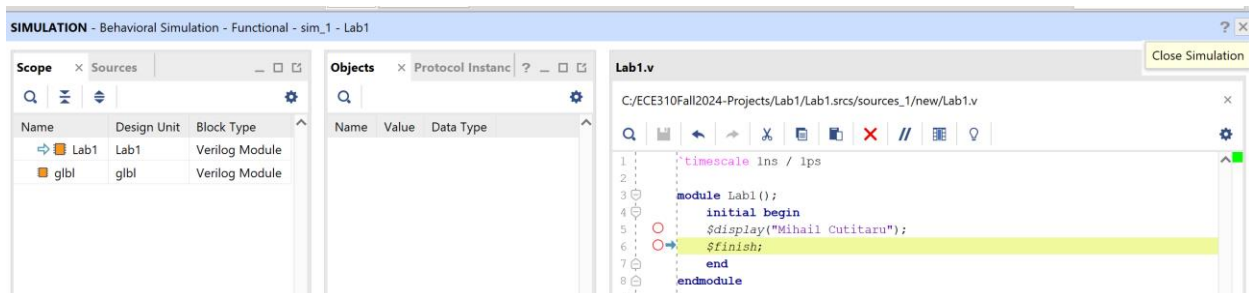 SIMULATION - Behavioral Simulation - Functional - sim_1 - Lab1
? ×
Close Simulation
Scope × Sources
Name Design Unit Block Type
Lab1 Lab1 Verilog Module
glbl glbl Verilog Module
Objects × Protocol Instanc ?
Name Value Data Type
Lab1.v
C:/ECE310Fall2024-Projects/Lab1/Lab1.srcs/sources_1/new/Lab1.v ×
1 `timescale 1ns / 1ps
2
3 module Lab1();
4 initial begin
5 $display("Mihail Cutitaru");
6 $finish;
7 end
8 endmodule